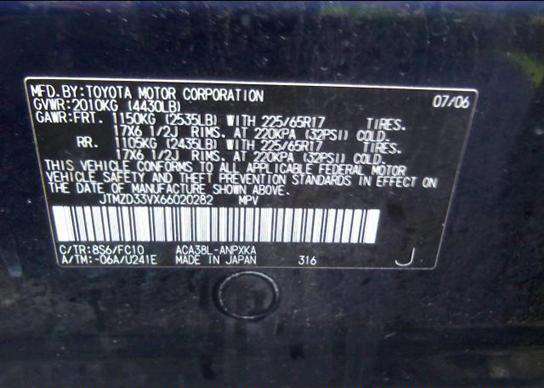 MFD.BY:TOYOTA MOTOR CORPORATION 07/06
GVWR:2010KG (4430LB)
GAWR:FRT. 1150KG (2535LB) WITH 225/65R17 TIRES.
17X6 1/2J RIMS. AT 220KPA (32PSI) COLD.
RR. 1105KG (2435LB) WITH 225/65R17 TIRES.
17X6 1/2J RIMS. AT 220KPA (32PSI) COLD.
THIS VEHICLE CONFORMS TO ALL APPLICABLE FEDERAL MOTOR
VEHICLE SAFETY AND THEFT PREVENTION STANDARDS IN EFFECT ON
THE DATE OF MANUFACTURE SHOWN ABOVE.
JTMZD33VX66020282 MPV
C/TR:8S6/FC10 ACA38L-ANPXKA
A/TM:-06A/U241E MADE IN JAPAN 316 J